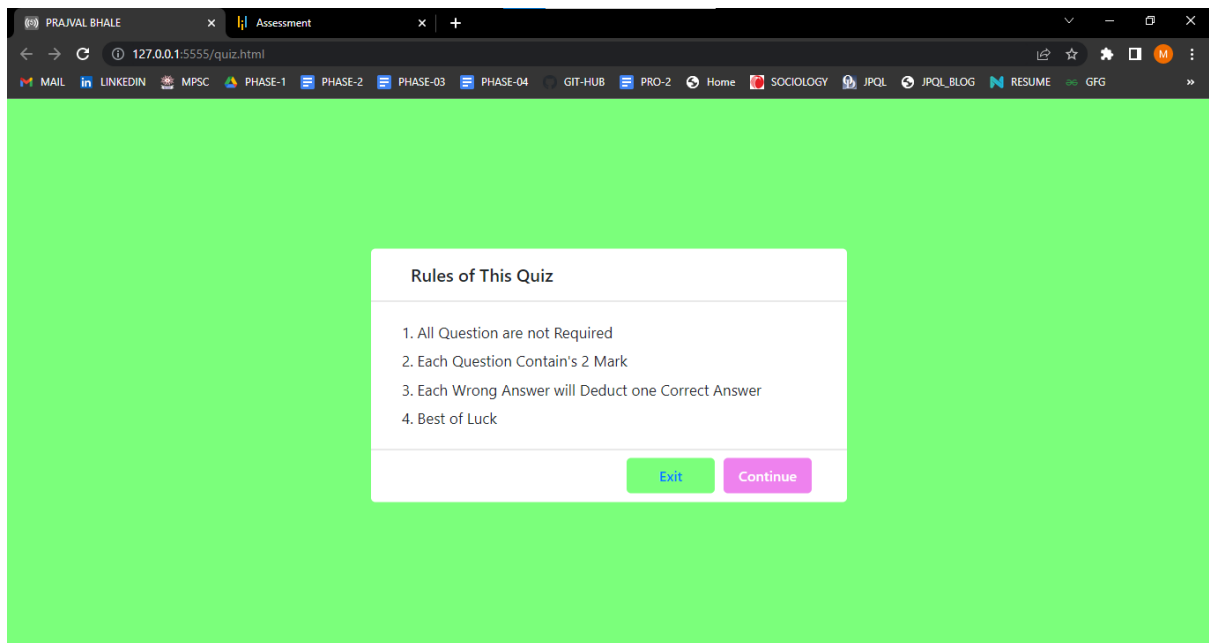 PRAJVAL BHALE Assessment
127.0.0.1:5555/quiz.html M
MAIL LINKEDIN MPSC PHASE-1 PHASE-2 PHASE-03 PHASE-04 GIT-HUB PRO-2 Home SOCIOLOGY JPQL JPQL_BLOG RESUME GFG »
Rules of This Quiz
1. All Question are not Required
2. Each Question Contain's 2 Mark
3. Each Wrong Answer will Deduct one Correct Answer
4. Best of Luck
Exit Continue